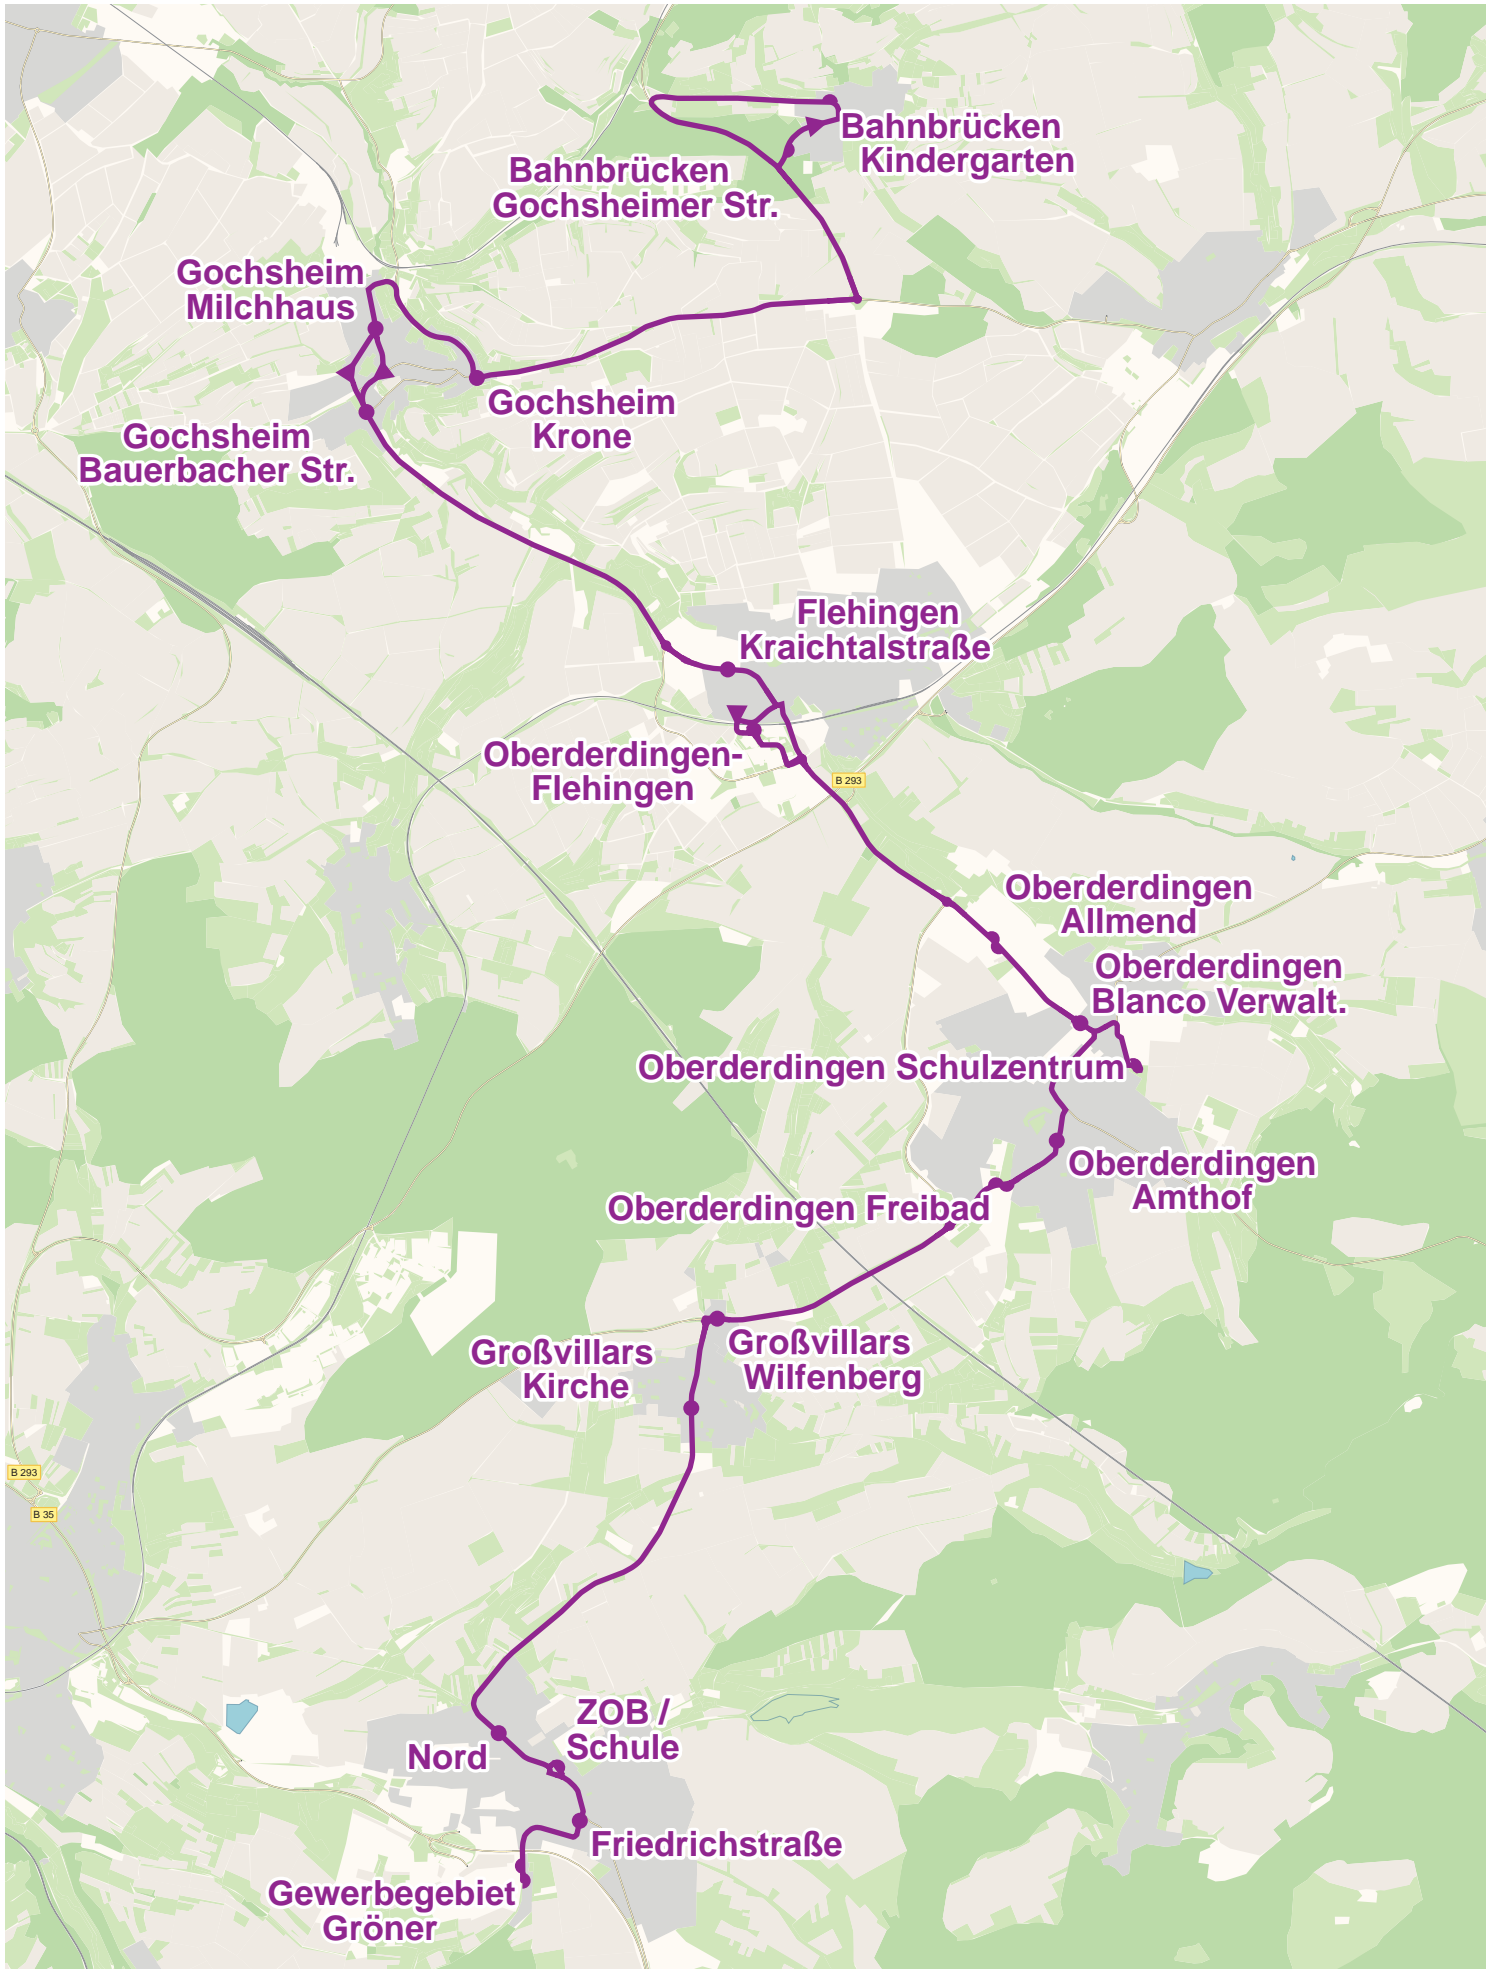 Bahnbrücken
Kindergarten
Bahnbrücken
Gochsheimer Str.
Gochsheim
Milchhaus
Gochsheim
Krone
Gochsheim
Bauerbacher Str.
Flehingen
Kraichtalstraße
Oberderdingen-
Flehingen
B 293
Oberderdingen
Allmend
Oberderdingen
Blanco Verwalt.
Oberderdingen Schulzentrum
Oberderdingen
Amthof
Oberderdingen Freibad
Großvillars
Wilfenberg
Großvillars
Kirche
B 293
B 35
ZOB /
Schule
Nord
Friedrichstraße
Gewerbegebiet
Gröner